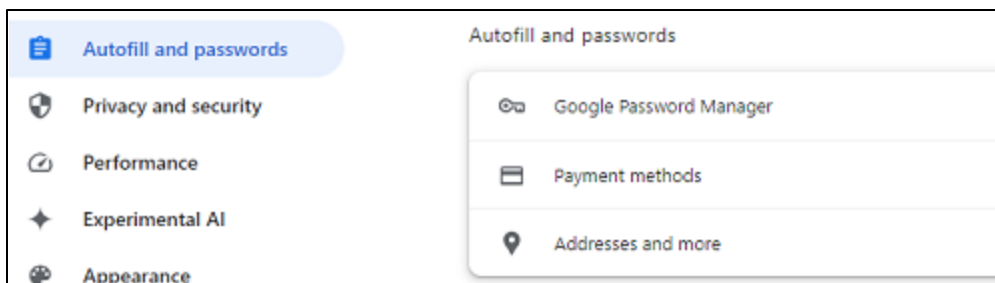 Autofill and passwords
Privacy and security
Performance
Experimental AI
Appearance
Autofill and passwords
Google Password Manager
Payment methods
Addresses and more